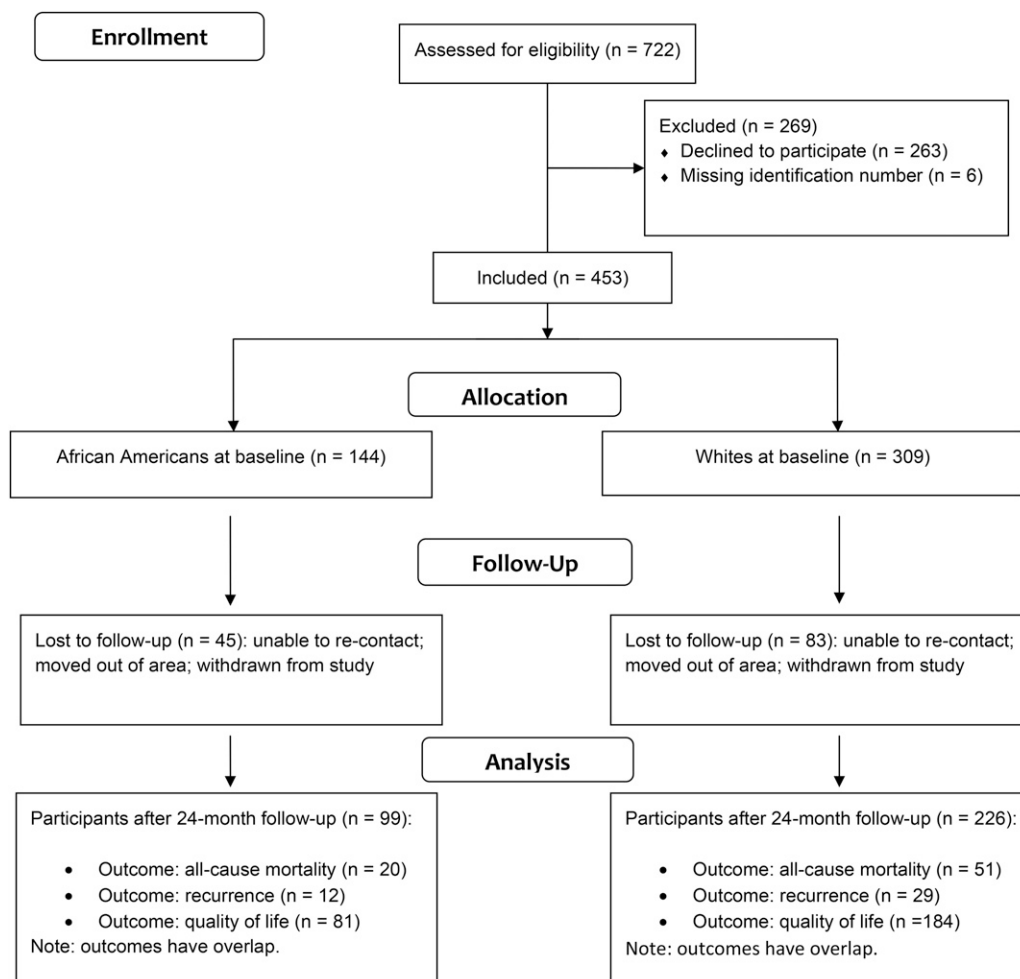 Enrollment
Assessed for eligibility (n = 722)
Excluded (n = 269)
♦ Declined to participate (n = 263)
♦ Missing identification number (n = 6)
Included (n = 453)
Allocation
African Americans at baseline (n = 144)
Whites at baseline (n = 309)
Follow-Up
Lost to follow-up (n = 45): unable to re-contact;
moved out of area; withdrawn from study
Lost to follow-up (n = 83): unable to re-contact;
moved out of area; withdrawn from study
Analysis
Participants after 24-month follow-up (n = 99):
• Outcome: all-cause mortality (n = 20)
• Outcome: recurrence (n = 12)
• Outcome: quality of life (n = 81)
Note: outcomes have overlap.
Participants after 24-month follow-up (n = 226):
• Outcome: all-cause mortality (n = 51)
• Outcome: recurrence (n = 29)
• Outcome: quality of life (n =184)
Note: outcomes have overlap.